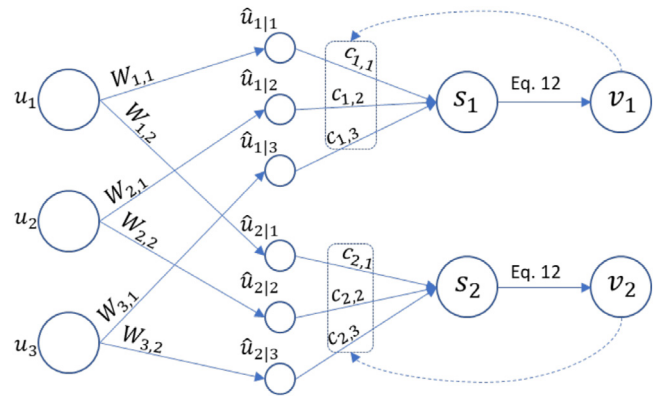 û₁|₁
W₁,₁
c₁,₁
u₁
û₁|₂
c₁,₂
s₁
Eq. 12
v₁
W₁,₂
û₁|₃
c₁,₃
W₂,₁
u₂
W₂,₂
û₂|₁
c₂,₁
W₃,₁
û₂|₂
c₂,₂
s₂
Eq. 12
v₂
u₃
W₃,₂
û₂|₃
c₂,₃